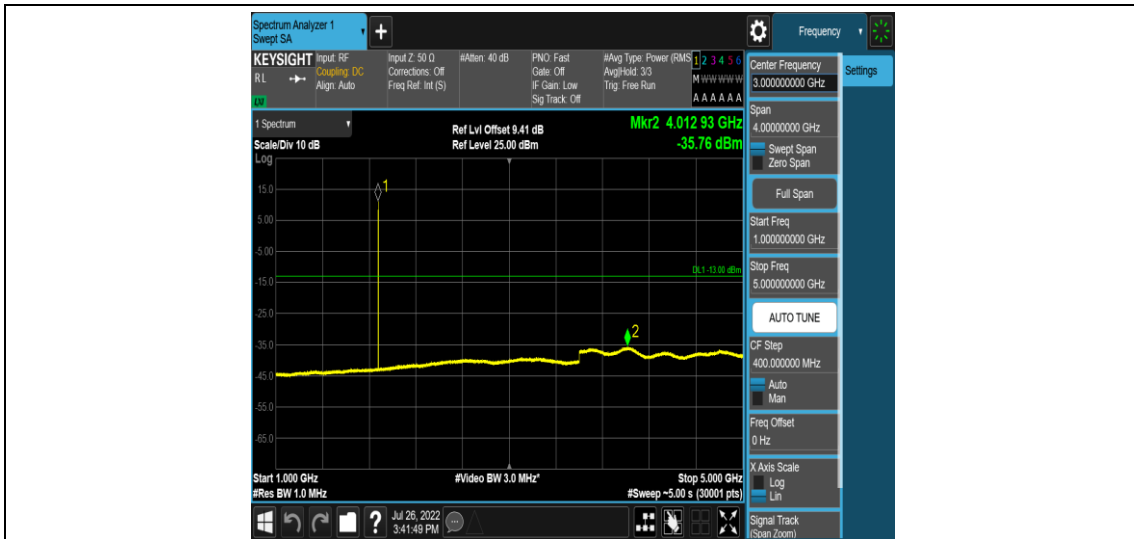 Spectrum Analyzer 1
Swept SA
+
Frequency
KEYSIGHT
RL
LM
Input: RF
Coupling: DC
Align: Auto
Input Z: 50 Ω
Corrections: Off
Freq Ref: Int (S)
#Atten: 40 dB
PNO: Fast
Gate: Off
IF Gain: Low
Sig Track: Off
#Avg Type: Power (RMS
Avg|Hold: 3/3
Trig: Free Run
1 2 3 4 5 6
M W W W W W
A A A A A A
1 Spectrum
Scale/Div 10 dB
Log
Ref Lvl Offset 9.41 dB
Ref Level 25.00 dBm
Mkr2 4.012 93 GHz
-35.76 dBm
15.0
5.00
-5.00
-15.0
-25.0
-35.0
-45.0
-55.0
-65.0
1
DL1 -13.00 dBm
2
Start 1.000 GHz
#Res BW 1.0 MHz
#Video BW 3.0 MHz*
Stop 5.000 GHz
#Sweep ~5.00 s (30001 pts)
?
Jul 26, 2022
3:41:49 PM
Center Frequency
3.000000000 GHz
Settings
Span
4.00000000 GHz
Swept Span
Zero Span
Full Span
Start Freq
1.000000000 GHz
Stop Freq
5.000000000 GHz
AUTO TUNE
CF Step
400.000000 MHz
Auto
Man
Freq Offset
0 Hz
X Axis Scale
Log
Lin
Signal Track
(Span Zoom)